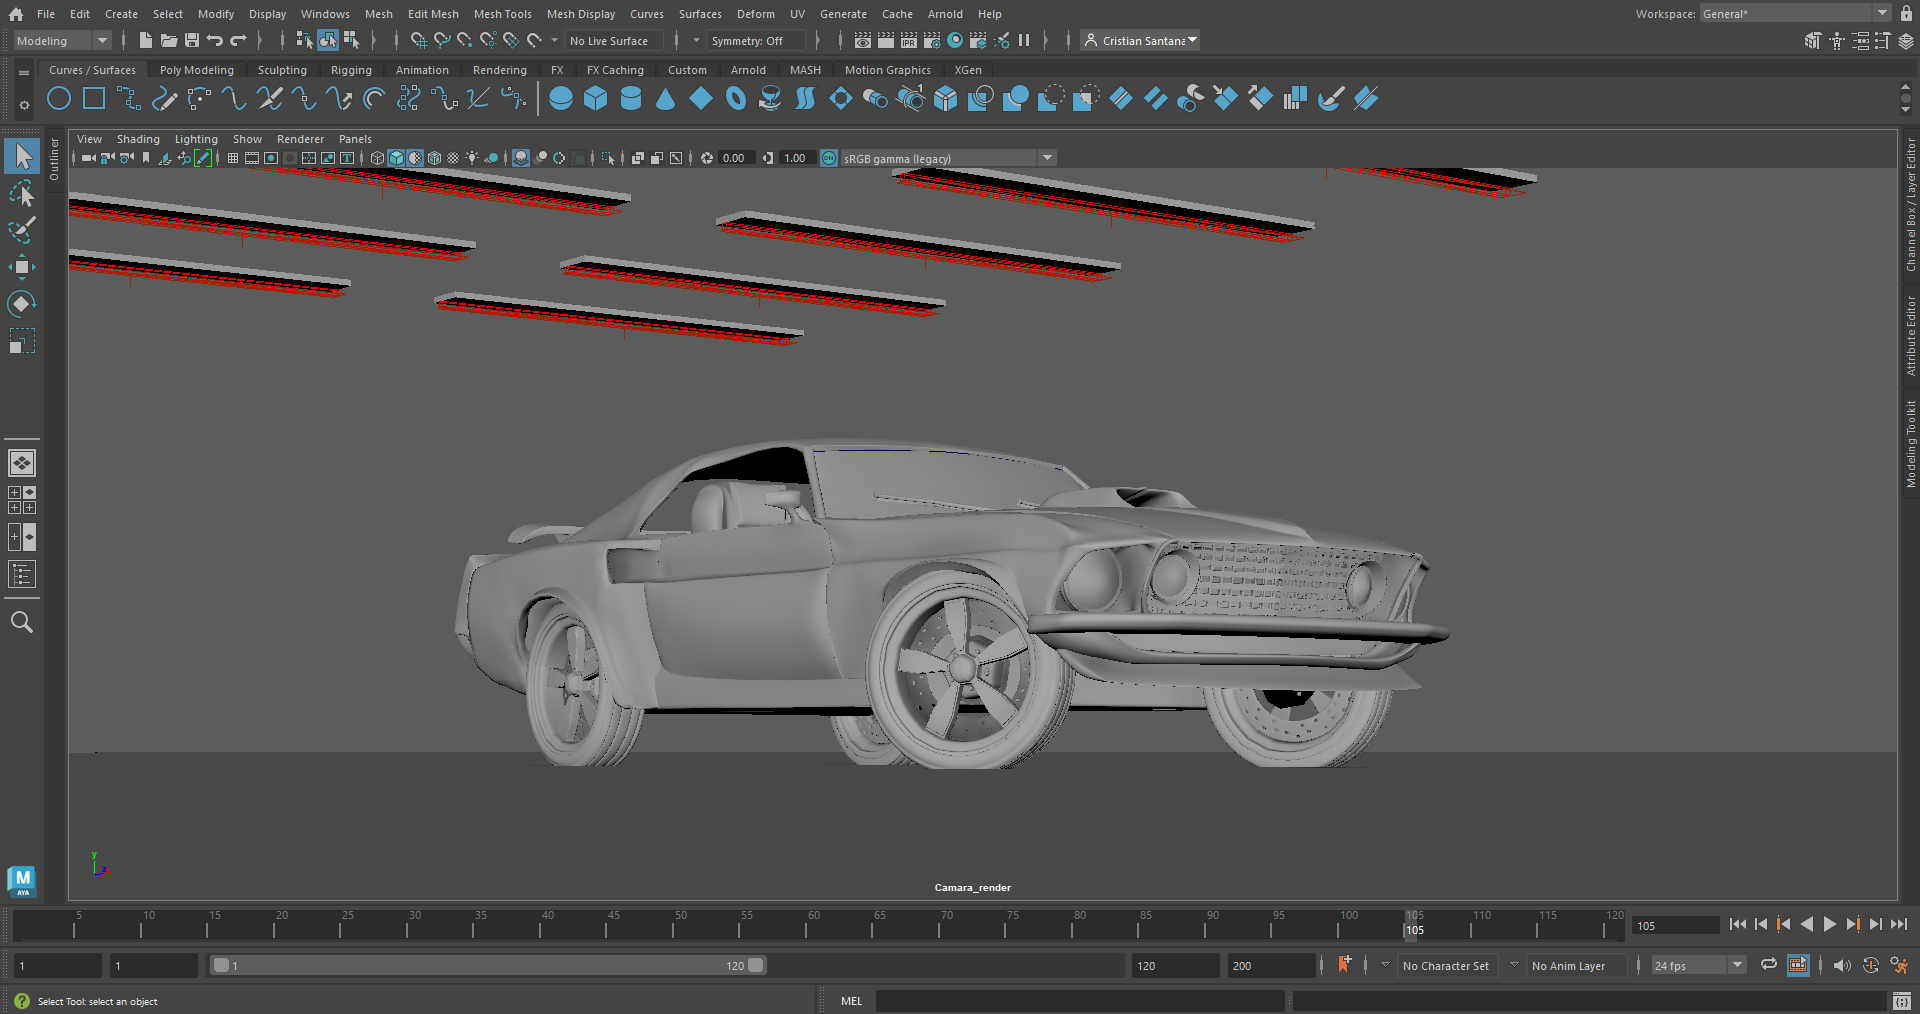 File Edit Create Select Modify Display Windows Mesh Edit Mesh Mesh Tools Mesh Display Curves Surfaces Deform UV Generate Cache Arnold Help Workspace: General*
Modeling No Live Surface Symmetry: Off IPR Cristian Santana
Curves / Surfaces Poly Modeling Sculpting Rigging Animation Rendering FX FX Caching Custom Arnold MASH Motion Graphics XGen
View Shading Lighting Show Renderer Panels
0.00 1.00 ON sRGB gamma (legacy)
Outliner
Channel Box / Layer Editor
Attribute Editor
Modeling Toolkit
M
AYA
y
z
Camara_render
5 10 15 20 25 30 35 40 45 50 55 60 65 70 75 80 85 90 95 100 105 110 115 120
105
105
1 1 1 120 120 200 No Character Set No Anim Layer 24 fps
Select Tool: select an object MEL